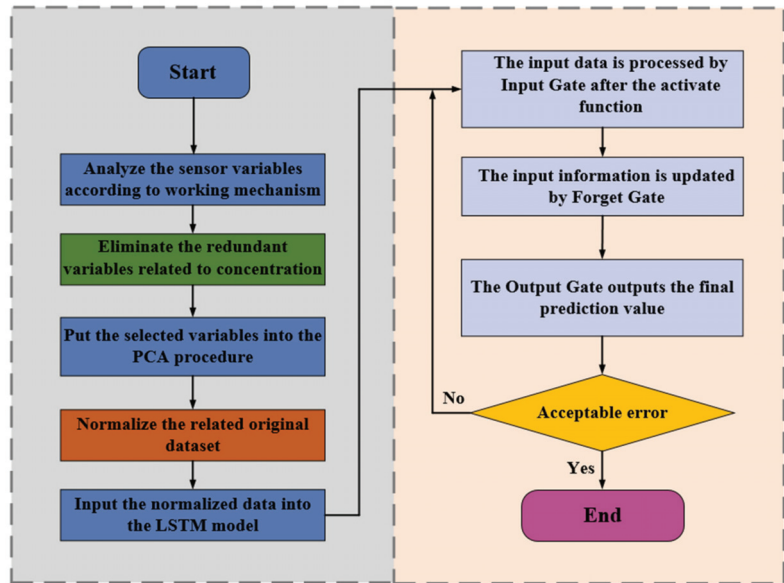 Start
Analyze the sensor variables
according to working mechanism
Eliminate the redundant
variables related to concentration
Put the selected variables into the
PCA procedure
Normalize the related original
dataset
Input the normalized data into
the LSTM model
The input data is processed by
Input Gate after the activate
function
The input information is updated
by Forget Gate
The Output Gate outputs the final
prediction value
No
Acceptable error
Yes
End